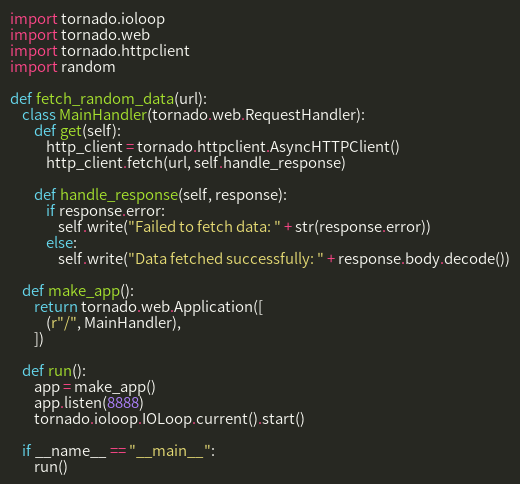 import tornado.ioloop
import tornado.web
import tornado.httpclient
import random

def fetch_random_data(url):
    class MainHandler(tornado.web.RequestHandler):
        def get(self):
            http_client = tornado.httpclient.AsyncHTTPClient()
            http_client.fetch(url, self.handle_response)

        def handle_response(self, response):
            if response.error:
                self.write("Failed to fetch data: " + str(response.error))
            else:
                self.write("Data fetched successfully: " + response.body.decode())

    def make_app():
        return tornado.web.Application([
            (r"/", MainHandler),
        ])

    def run():
        app = make_app()
        app.listen(8888)
        tornado.ioloop.IOLoop.current().start()

    if __name__ == "__main__":
        run()